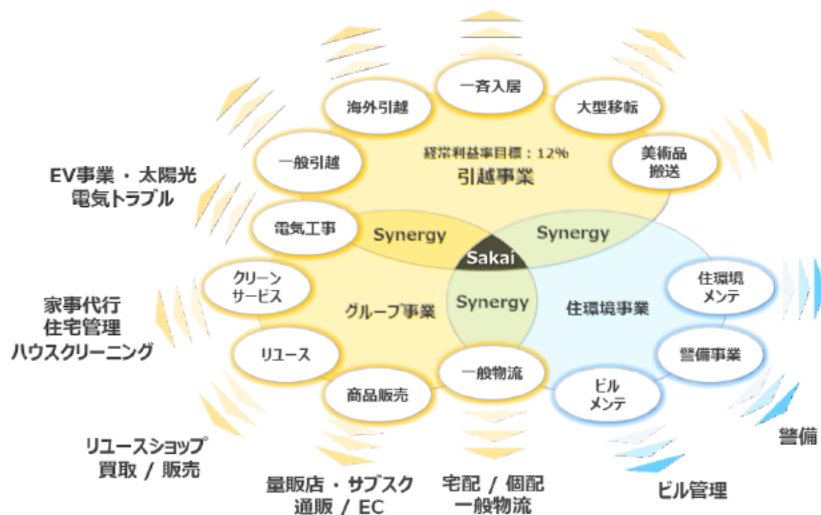 一斉入居
海外引越
大型移転
一般引越
経常利益率目標：12%
引越事業
美術品
搬送
EV事業・太陽光
電気トラブル
電気工事
Synergy
Synergy
Sakai
クリーン
サービス
グループ事業
Synergy
住環境事業
住環境
メンテ
家事代行
住宅管理
ハウスクリーニング
リユース
商品販売
一般物流
ビル
メンテ
警備事業
リユースショップ
買取 / 販売
量販店・サブスク
通販 / EC
宅配 / 個配
一般物流
ビル管理
警備